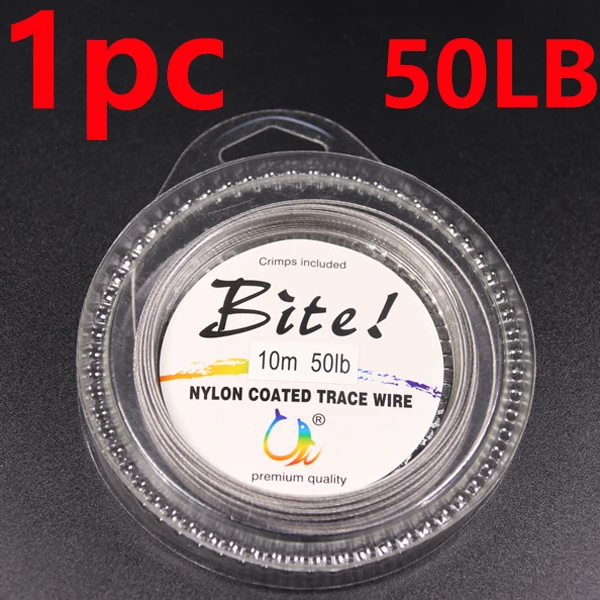 1pc 50LB
Crimps included
Bite!
10m 50lb
NYLON COATED TRACE WIRE
®
premium quality